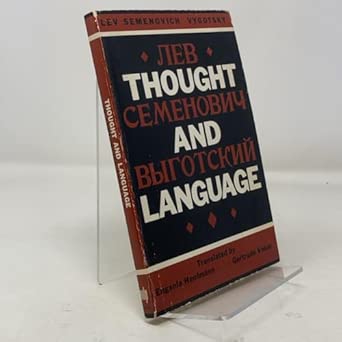 LEV SEMENOVICH VYGOTSKY
ЛЕВ
THOUGHT
СЕМЕНОВИЧ
AND
ВЫГОТСКИЙ
LANGUAGE
Translated by
Eugenia Hanfmann Gertrude Vakar
THOUGHT AND LANGUAGE